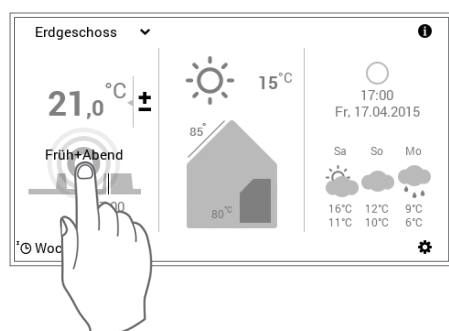 Erdgeschoss
21,0 °C ±
Früh+Abend
15°C
85°
80°C
17:00
Fr, 17.04.2015
Sa So Mo
16°C 12°C 9°C
11°C 10°C 6°C